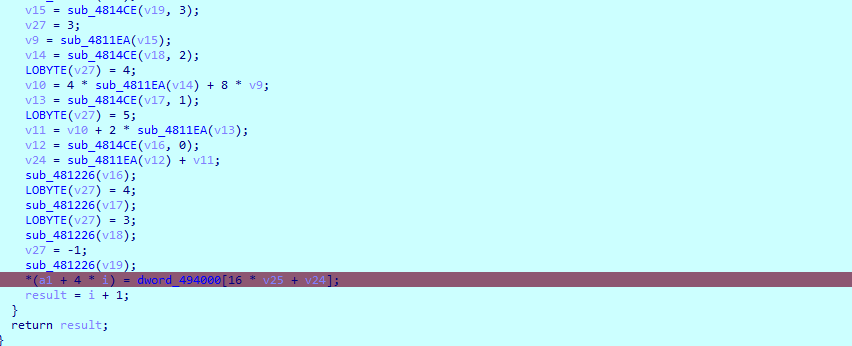 v15 = sub_4814CE(v19, 3);
v27 = 3;
v9 = sub_4811EA(v15);
v14 = sub_4814CE(v18, 2);
LOBYTE(v27) = 4;
v10 = 4 * sub_4811EA(v14) + 8 * v9;
v13 = sub_4814CE(v17, 1);
LOBYTE(v27) = 5;
v11 = v10 + 2 * sub_4811EA(v13);
v12 = sub_4814CE(v16, 0);
v24 = sub_4811EA(v12) + v11;
sub_481226(v16);
LOBYTE(v27) = 4;
sub_481226(v17);
LOBYTE(v27) = 3;
sub_481226(v18);
v27 = -1;
sub_481226(v19);
*(a1 + 4 * i) = dword_494000[16 * v25 + v24];
result = i + 1;
}
return result;
}